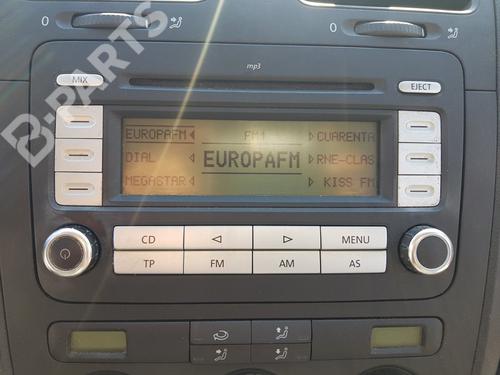 0 0
B-PARTS
mp3
MIX EJECT
EUROPAFM FM1 CUARENTA
DIAL EUROPAFM RNE-CLAS
MEGASTAR KISS FM
CD MENU
TP FM AM AS